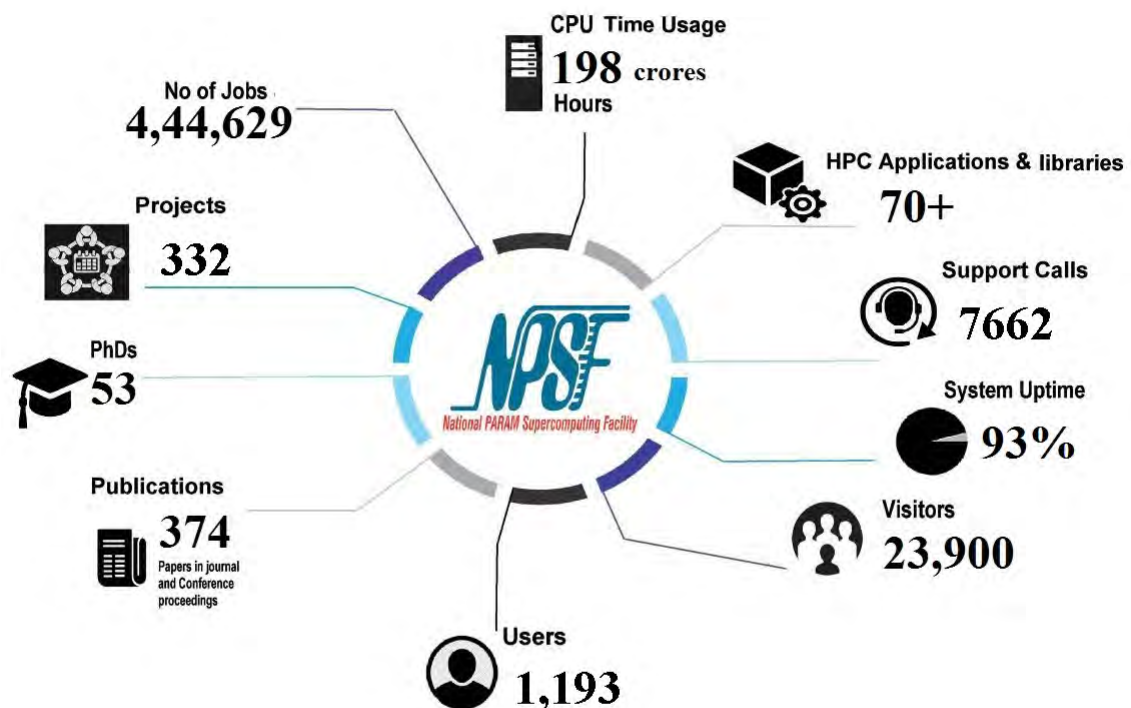 CPU Time Usage
198 crores
Hours
No of Jobs
4,44,629
HPC Applications & libraries
70+
Projects
332
Support Calls
7662
PhDs
53
System Uptime
93%
NPSF
National PARAM Supercomputing Facility
Publications
374
Papers in journal
and Conference
proceedings
Visitors
23,900
Users
1,193